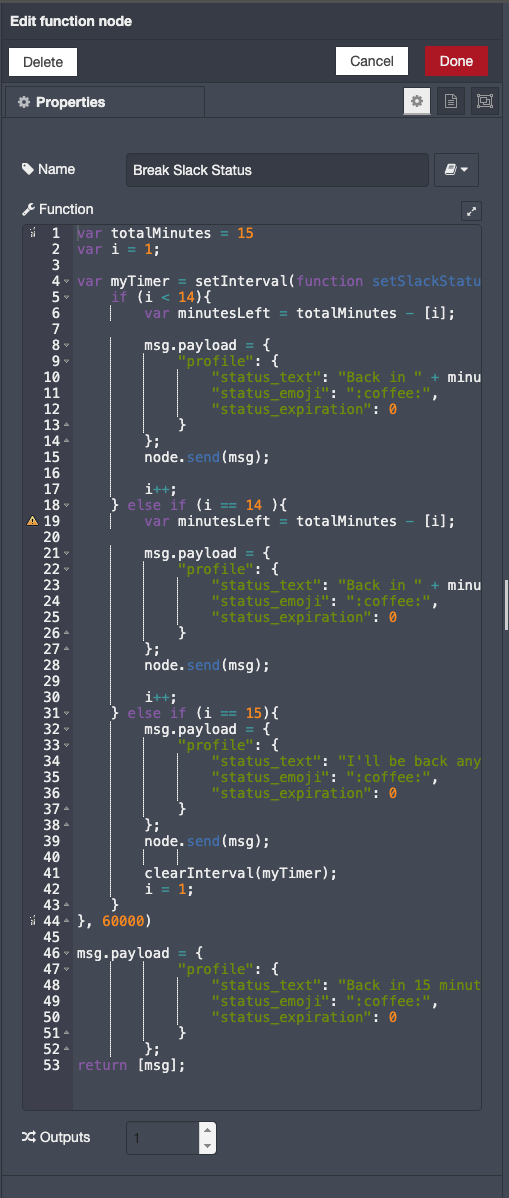 Edit function node
Delete
Cancel
Done
Properties
Name
Break Slack Status
Function
1 var totalMinutes = 15
2 var i = 1;
3
4 var myTimer = setInterval(function setSlackStatu
5 if (i < 14){
6 var minutesLeft = totalMinutes - [i];
7
8 msg.payload = {
9 "profile": {
10 "status_text": "Back in " + minu
11 "status_emoji": ":coffee:",
12 "status_expiration": 0
13 }
14 };
15 node.send(msg);
16
17 i++;
18 } else if (i == 14 ){
19 var minutesLeft = totalMinutes - [i];
20
21 msg.payload = {
22 "profile": {
23 "status_text": "Back in " + minu
24 "status_emoji": ":coffee:",
25 "status_expiration": 0
26 }
27 };
28 node.send(msg);
29
30 i++;
31 } else if (i == 15){
32 msg.payload = {
33 "profile": {
34 "status_text": "I'll be back any
35 "status_emoji": ":coffee:",
36 "status_expiration": 0
37 }
38 };
39 node.send(msg);
40
41 clearInterval(myTimer);
42 i = 1;
43 }
44 }, 60000)
45
46 msg.payload = {
47 "profile": {
48 "status_text": "Back in 15 minut
49 "status_emoji": ":coffee:",
50 "status_expiration": 0
51 }
52 };
53 return [msg];
Outputs
1